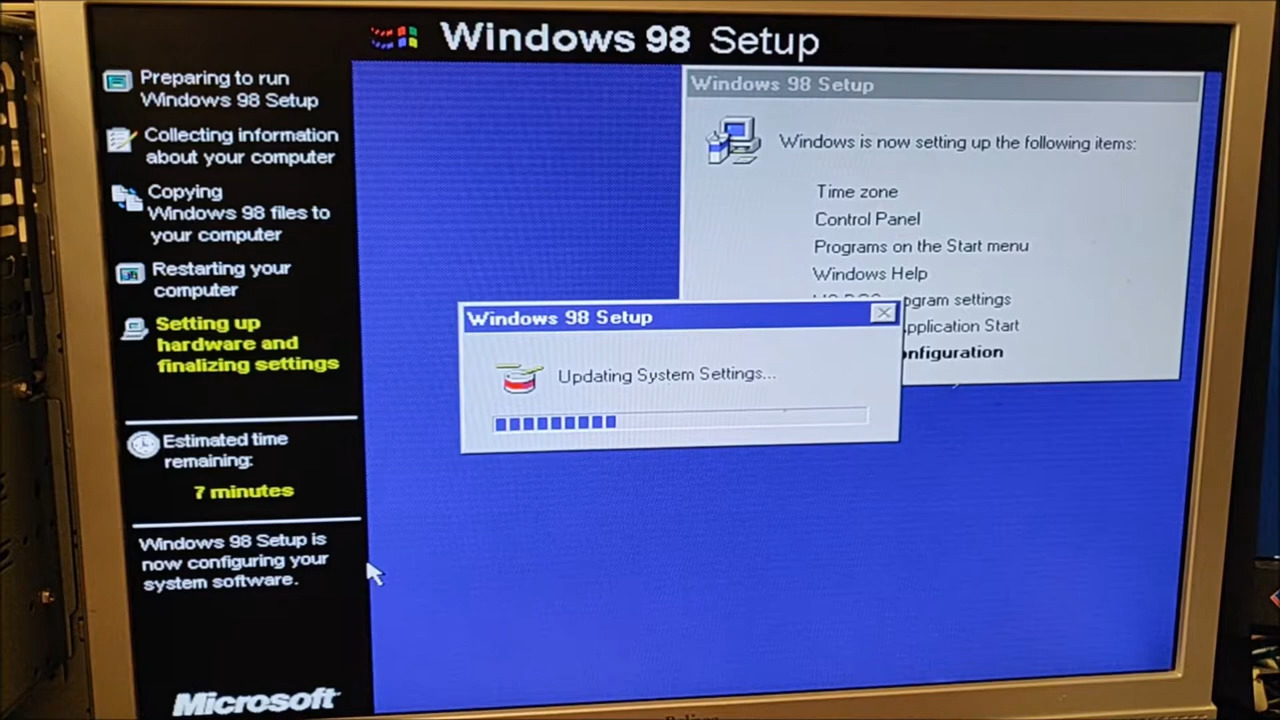 Windows 98 Setup
Preparing to run
Windows 98 Setup
Collecting information
about your computer
Copying
Windows 98 files to
your computer
Restarting your
computer
Setting up
hardware and
finalizing settings
Estimated time
remaining:
7 minutes
Windows 98 Setup is
now configuring your
system software.
Microsoft
Windows 98 Setup
Windows is now setting up the following items:
Time zone
Control Panel
Programs on the Start menu
Windows Help
settings
Application Start
Windows 98 Setup
Updating System Settings...